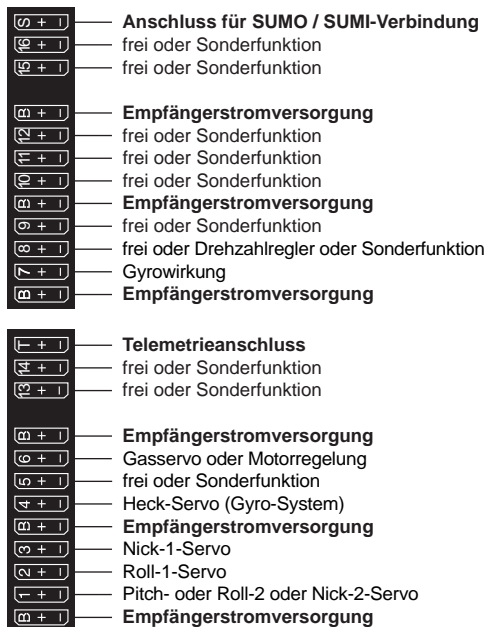 S + – Anschluss für SUMO / SUMI-Verbindung
16 + – frei oder Sonderfunktion
15 + – frei oder Sonderfunktion
B + – Empfängerstromversorgung
12 + – frei oder Sonderfunktion
11 + – frei oder Sonderfunktion
10 + – frei oder Sonderfunktion
B + – Empfängerstromversorgung
9 + – frei oder Sonderfunktion
8 + – frei oder Drehzahlregler oder Sonderfunktion
7 + – Gyrowirkung
B + – Empfängerstromversorgung
T + – Telemetrieanschluss
14 + – frei oder Sonderfunktion
13 + – frei oder Sonderfunktion
B + – Empfängerstromversorgung
6 + – Gasservo oder Motorregelung
5 + – frei oder Sonderfunktion
4 + – Heck-Servo (Gyro-System)
B + – Empfängerstromversorgung
3 + – Nick-1-Servo
2 + – Roll-1-Servo
1 + – Pitch- oder Roll-2 oder Nick-2-Servo
B + – Empfängerstromversorgung